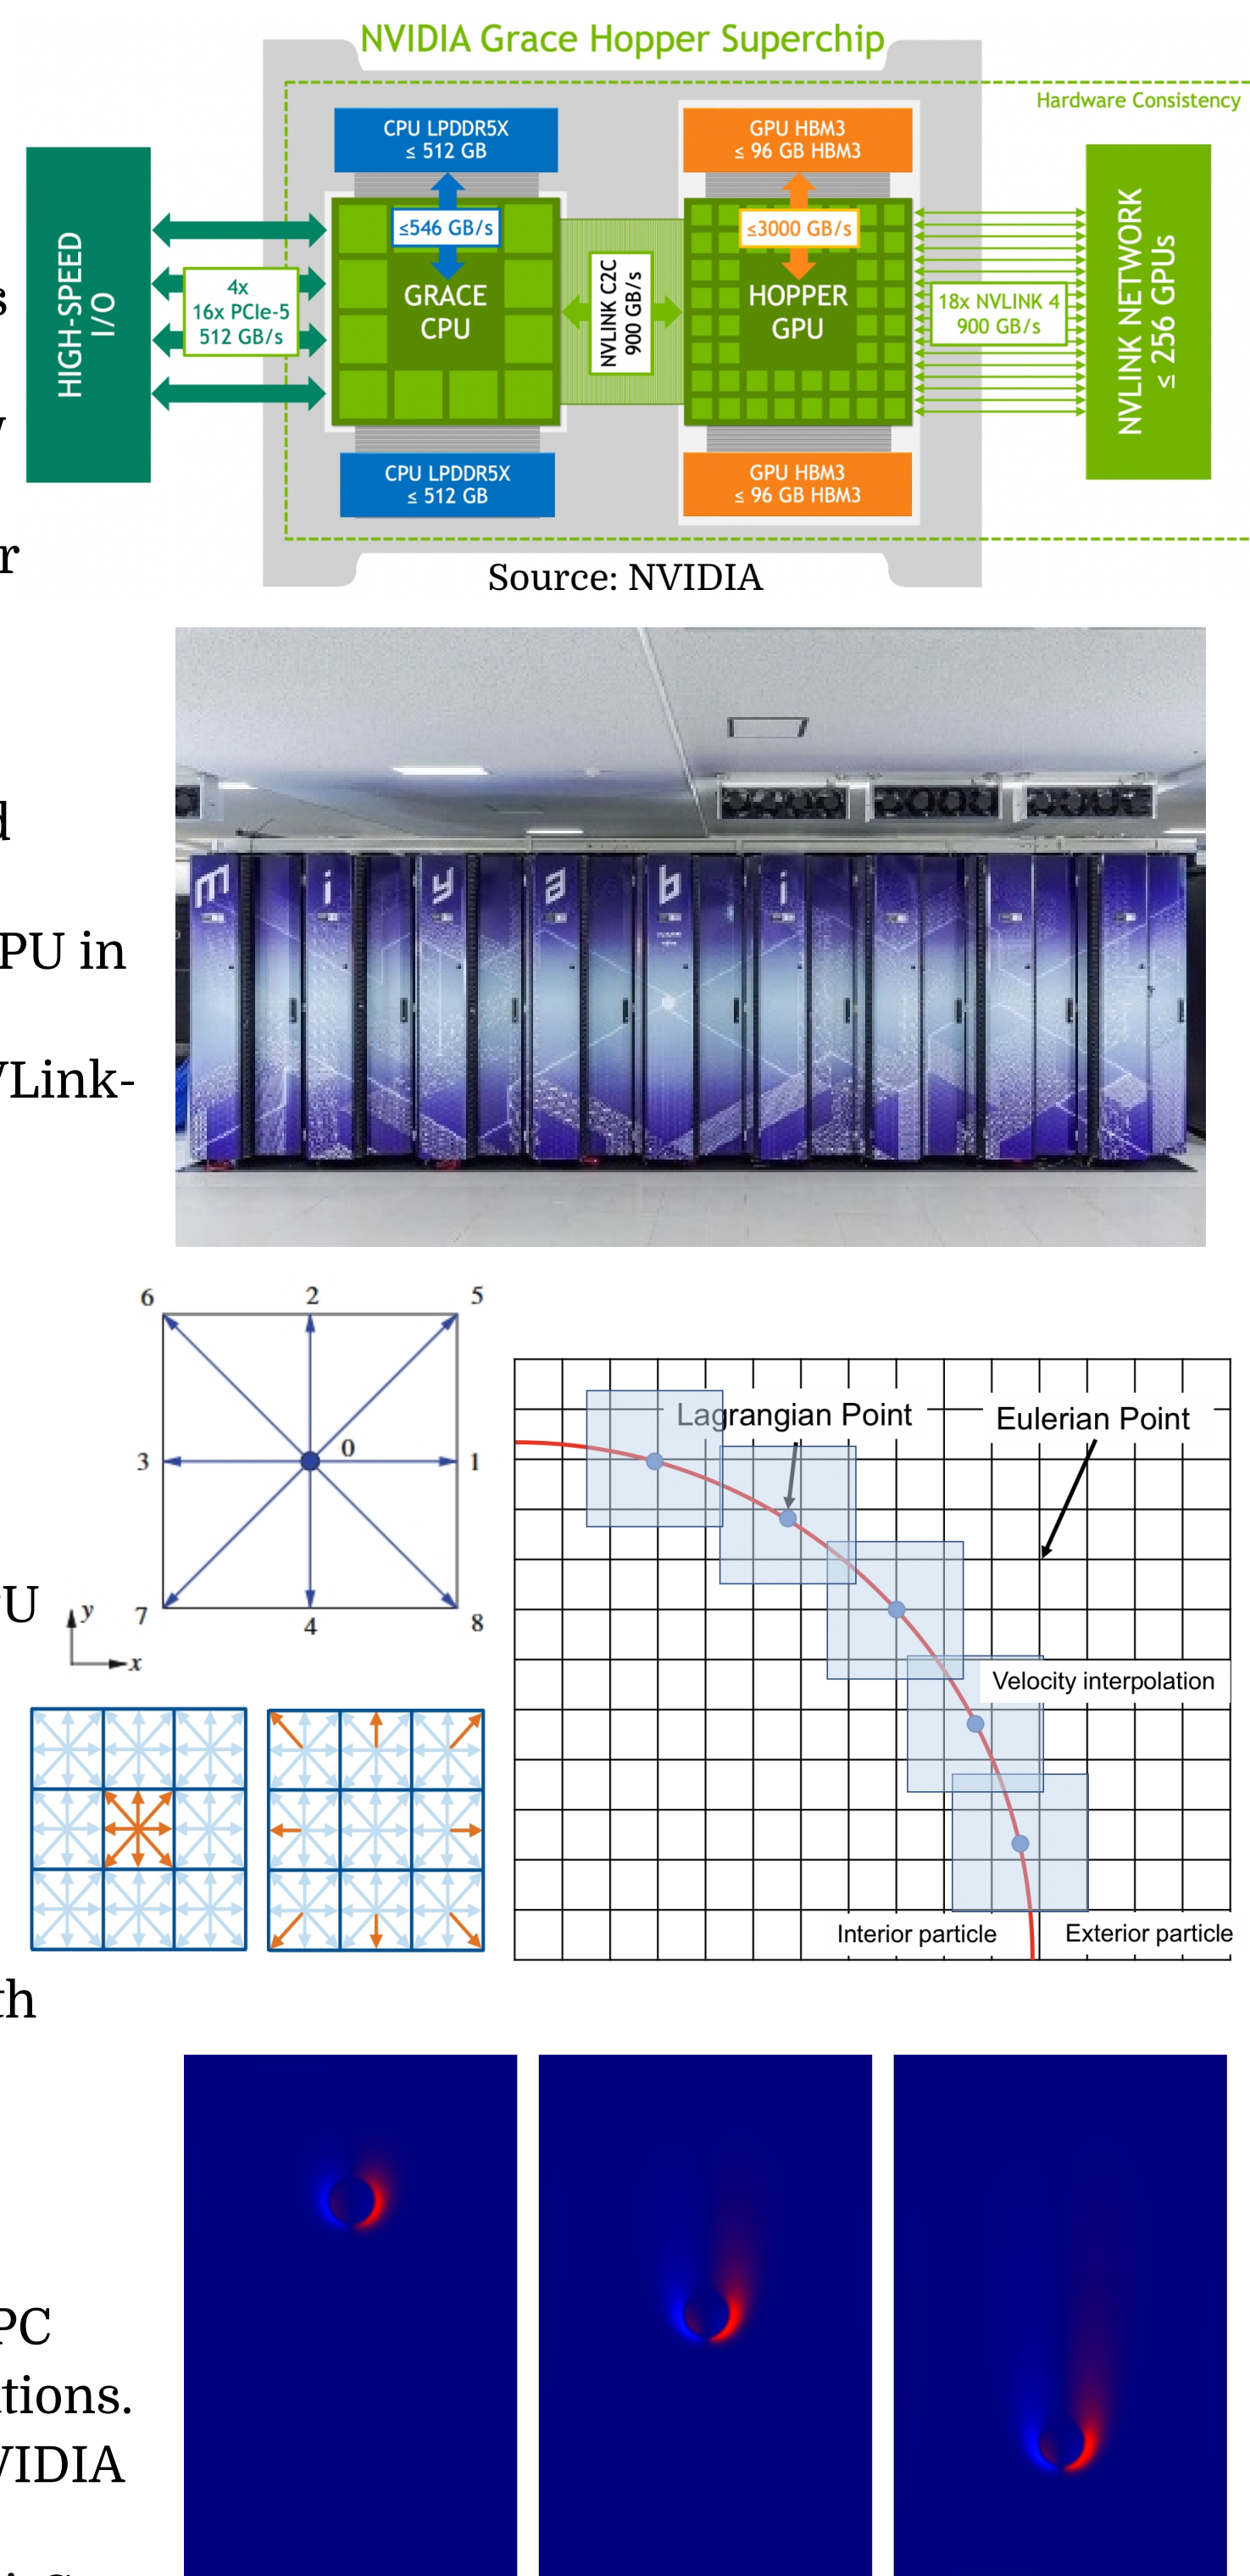 NVIDIA Grace Hopper Superchip
Hardware Consistency
CPU LPDDR5X
≤ 512 GB
GPU HBM3
≤ 96 GB HBM3
HIGH-SPEED
I/O
4x
16x PCIe-5
512 GB/s
≤546 GB/s
GRACE
CPU
NVLINK C2C
900 GB/s
≤3000 GB/s
HOPPER
GPU
18x NVLINK 4
900 GB/s
NVLINK NETWORK
≤ 256 GPUs
CPU LPDDR5X
≤ 512 GB
GPU HBM3
≤ 96 GB HBM3
Source: NVIDIA
s
y
r
d
PU in
VLink-
miyabi
6 2 5
3 0 1
7 4 8
y
x
U
Lagrangian Point
Eulerian Point
Velocity interpolation
Interior particle
Exterior particle
th
PC
tions.
VIDIA